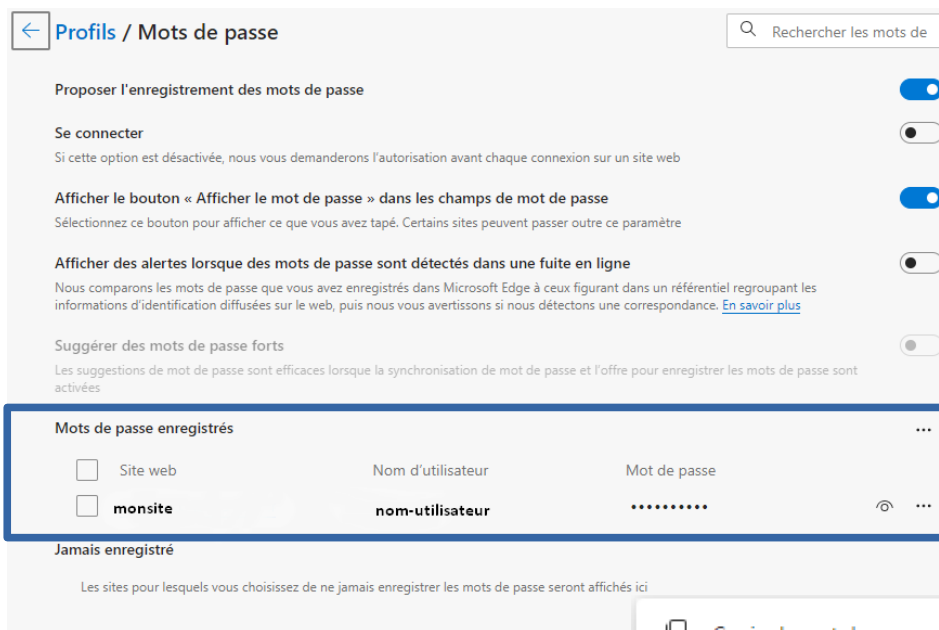 Profils / Mots de passe
Rechercher les mots de
Proposer l'enregistrement des mots de passe
Se connecter
Si cette option est désactivée, nous vous demanderons l'autorisation avant chaque connexion sur un site web
Afficher le bouton « Afficher le mot de passe » dans les champs de mot de passe
Sélectionnez ce bouton pour afficher ce que vous avez tapé. Certains sites peuvent passer outre ce paramètre
Afficher des alertes lorsque des mots de passe sont détectés dans une fuite en ligne
Nous comparons les mots de passe que vous avez enregistrés dans Microsoft Edge à ceux figurant dans un référentiel regroupant les
informations d'identification diffusées sur le web, puis nous vous avertissons si nous détectons une correspondance. En savoir plus
Suggérer des mots de passe forts
Les suggestions de mot de passe sont efficaces lorsque la synchronisation de mot de passe et l'offre pour enregistrer les mots de passe sont
activées
Mots de passe enregistrés
Site web Nom d'utilisateur Mot de passe
monsite nom-utilisateur ••••••••••
Jamais enregistré
Les sites pour lesquels vous choisissez de ne jamais enregistrer les mots de passe seront affichés ici